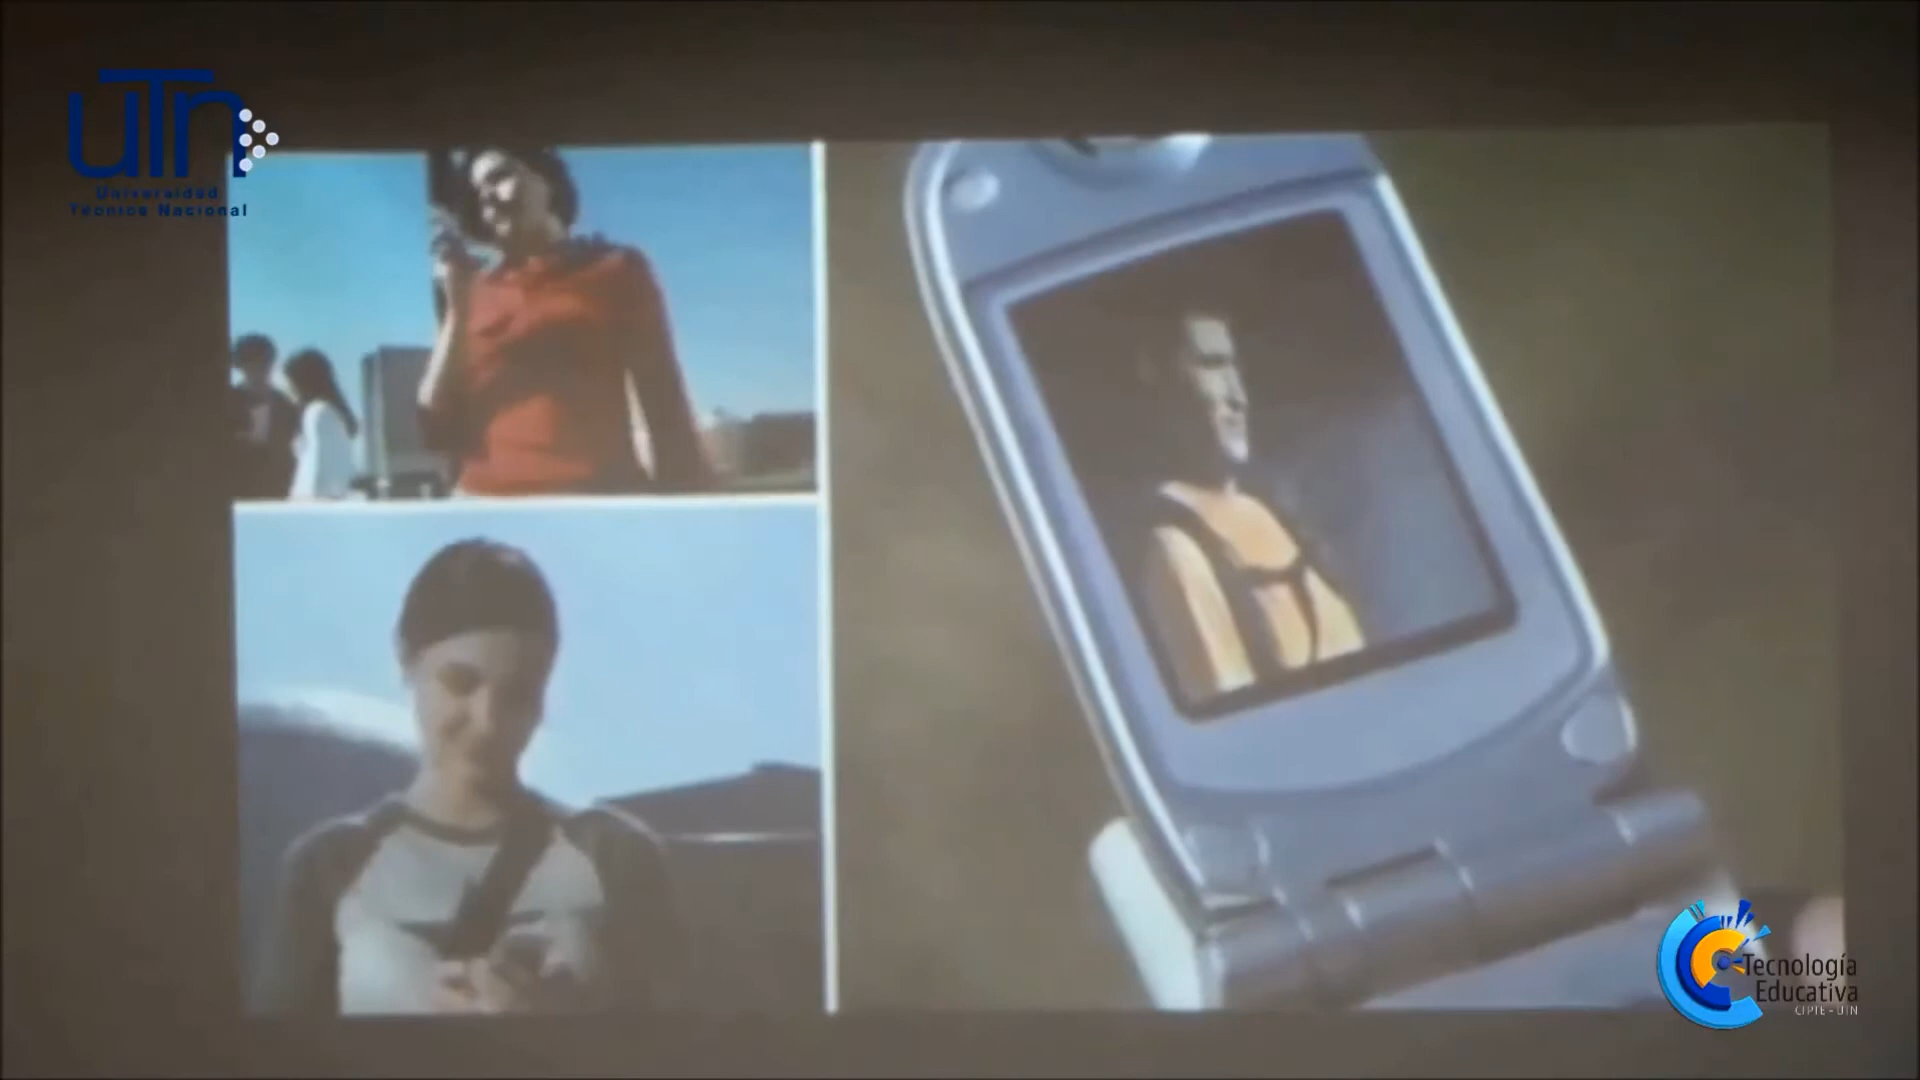 uTn
Universidad
Técnica Nacional
Tecnología
Educativa
CIPTE - UTN